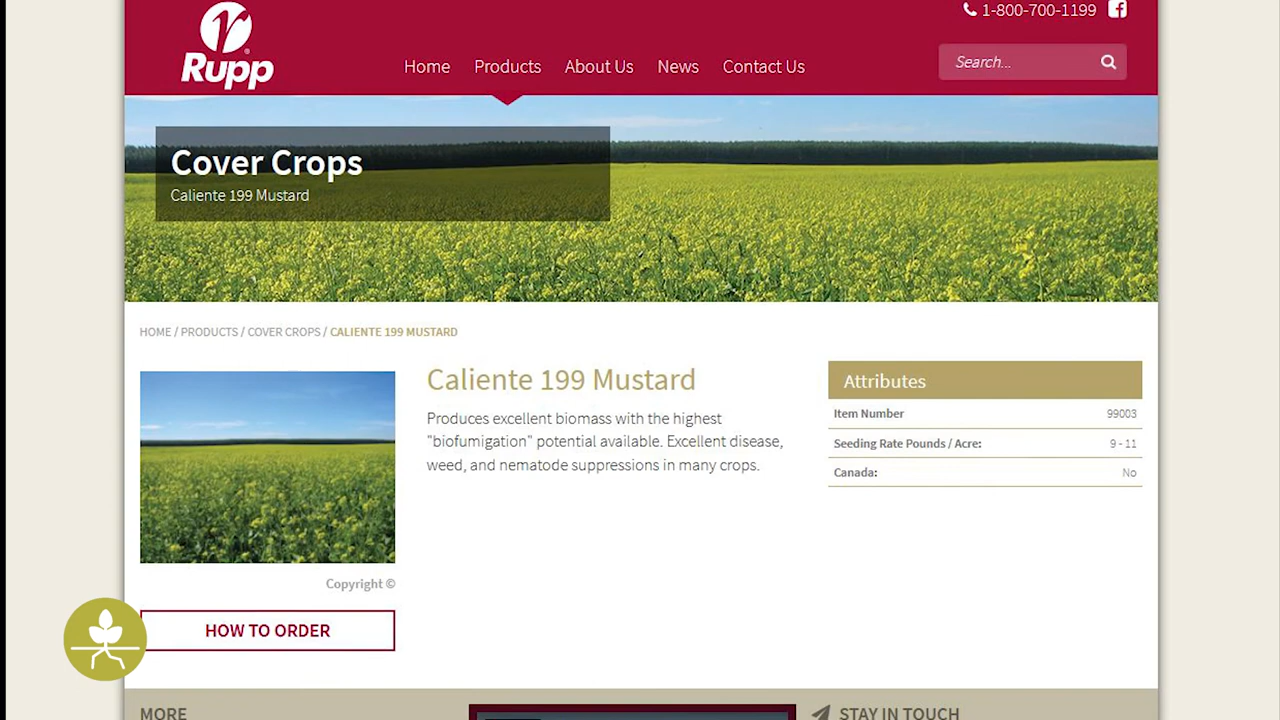 1-800-700-1199
r
Rupp®
Home Products About Us News Contact Us
Search...
Cover Crops
Caliente 199 Mustard
HOME / PRODUCTS / COVER CROPS / CALIENTE 199 MUSTARD
Caliente 199 Mustard
Produces excellent biomass with the highest
"biofumigation" potential available. Excellent disease,
weed, and nematode suppressions in many crops.
Attributes
Item Number 99003
Seeding Rate Pounds / Acre: 9 - 11
Canada: No
Copyright ©
HOW TO ORDER
MORE
STAY IN TOUCH